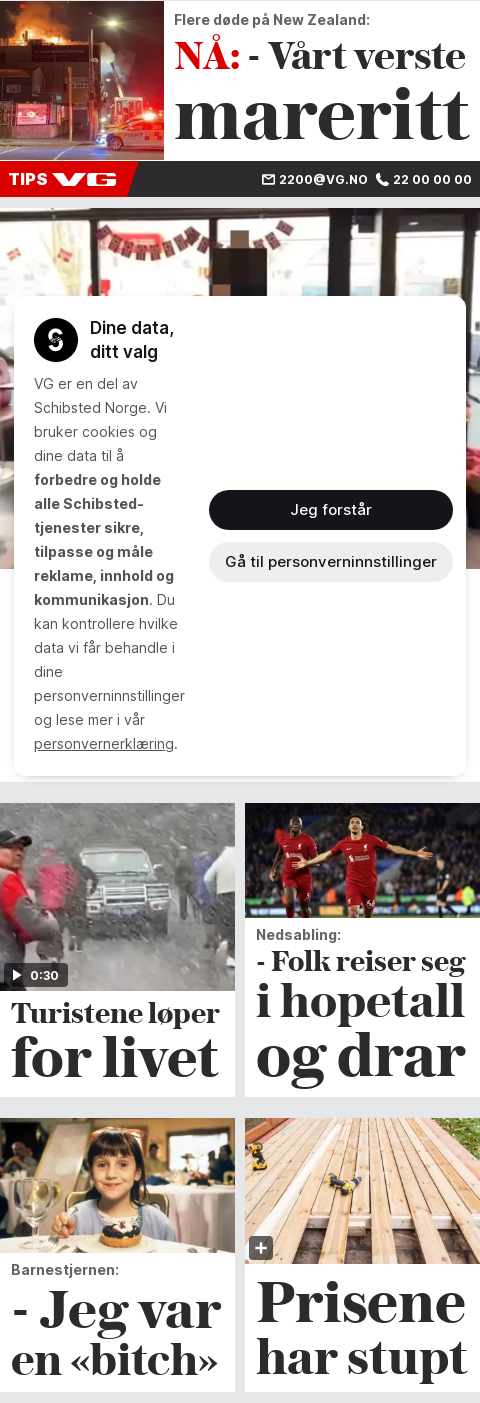 Flere døde på New Zealand:
NÅ: - Vårt verste
mareritt
TIPS VG
2200@VG.NO 22 00 00 00
Dine data,
ditt valg
VG er en del av
Schibsted Norge. Vi
bruker cookies og
dine data til å
forbedre og holde
alle Schibsted-
tjenester sikre,
tilpasse og måle
reklame, innhold og
kommunikasjon. Du
kan kontrollere hvilke
data vi får behandle i
dine
personverninnstillinger
og lese mer i vår
personvernerklæring.
Jeg forstår
Gå til personverninnstillinger
0:30
Turistene løper
for livet
Nedsabling:
- Folk reiser seg
i hopetall
og drar
Barnestjernen:
- Jeg var
en «bitch»
Prisene
har stupt